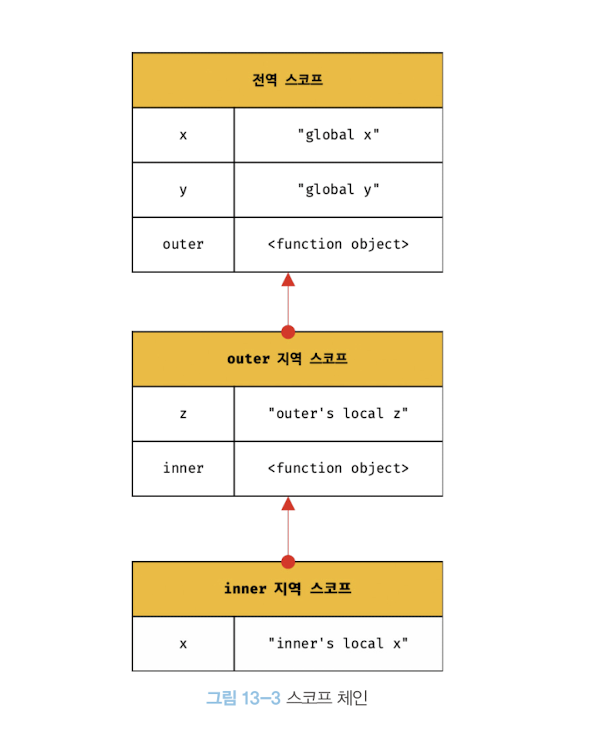 전역 스코프
x "global x"
y "global y"
outer <function object>
outer 지역 스코프
z "outer's local z"
inner <function object>
inner 지역 스코프
x "inner's local x"
그림 13-3 스코프 체인